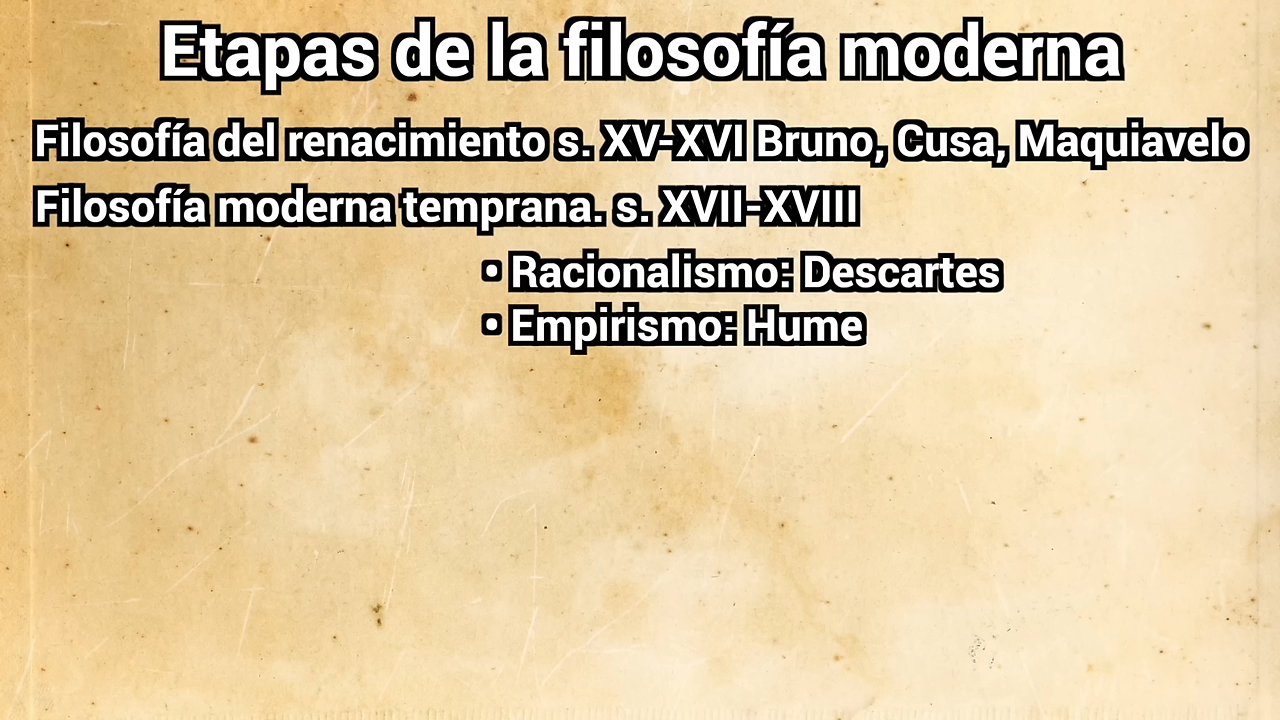 Etapas de la filosofía moderna
Filosofía del renacimiento s. XV-XVI Bruno, Cusa, Maquiavelo
Filosofía moderna temprana. s. XVII-XVIII
• Racionalismo: Descartes
• Empirismo: Hume